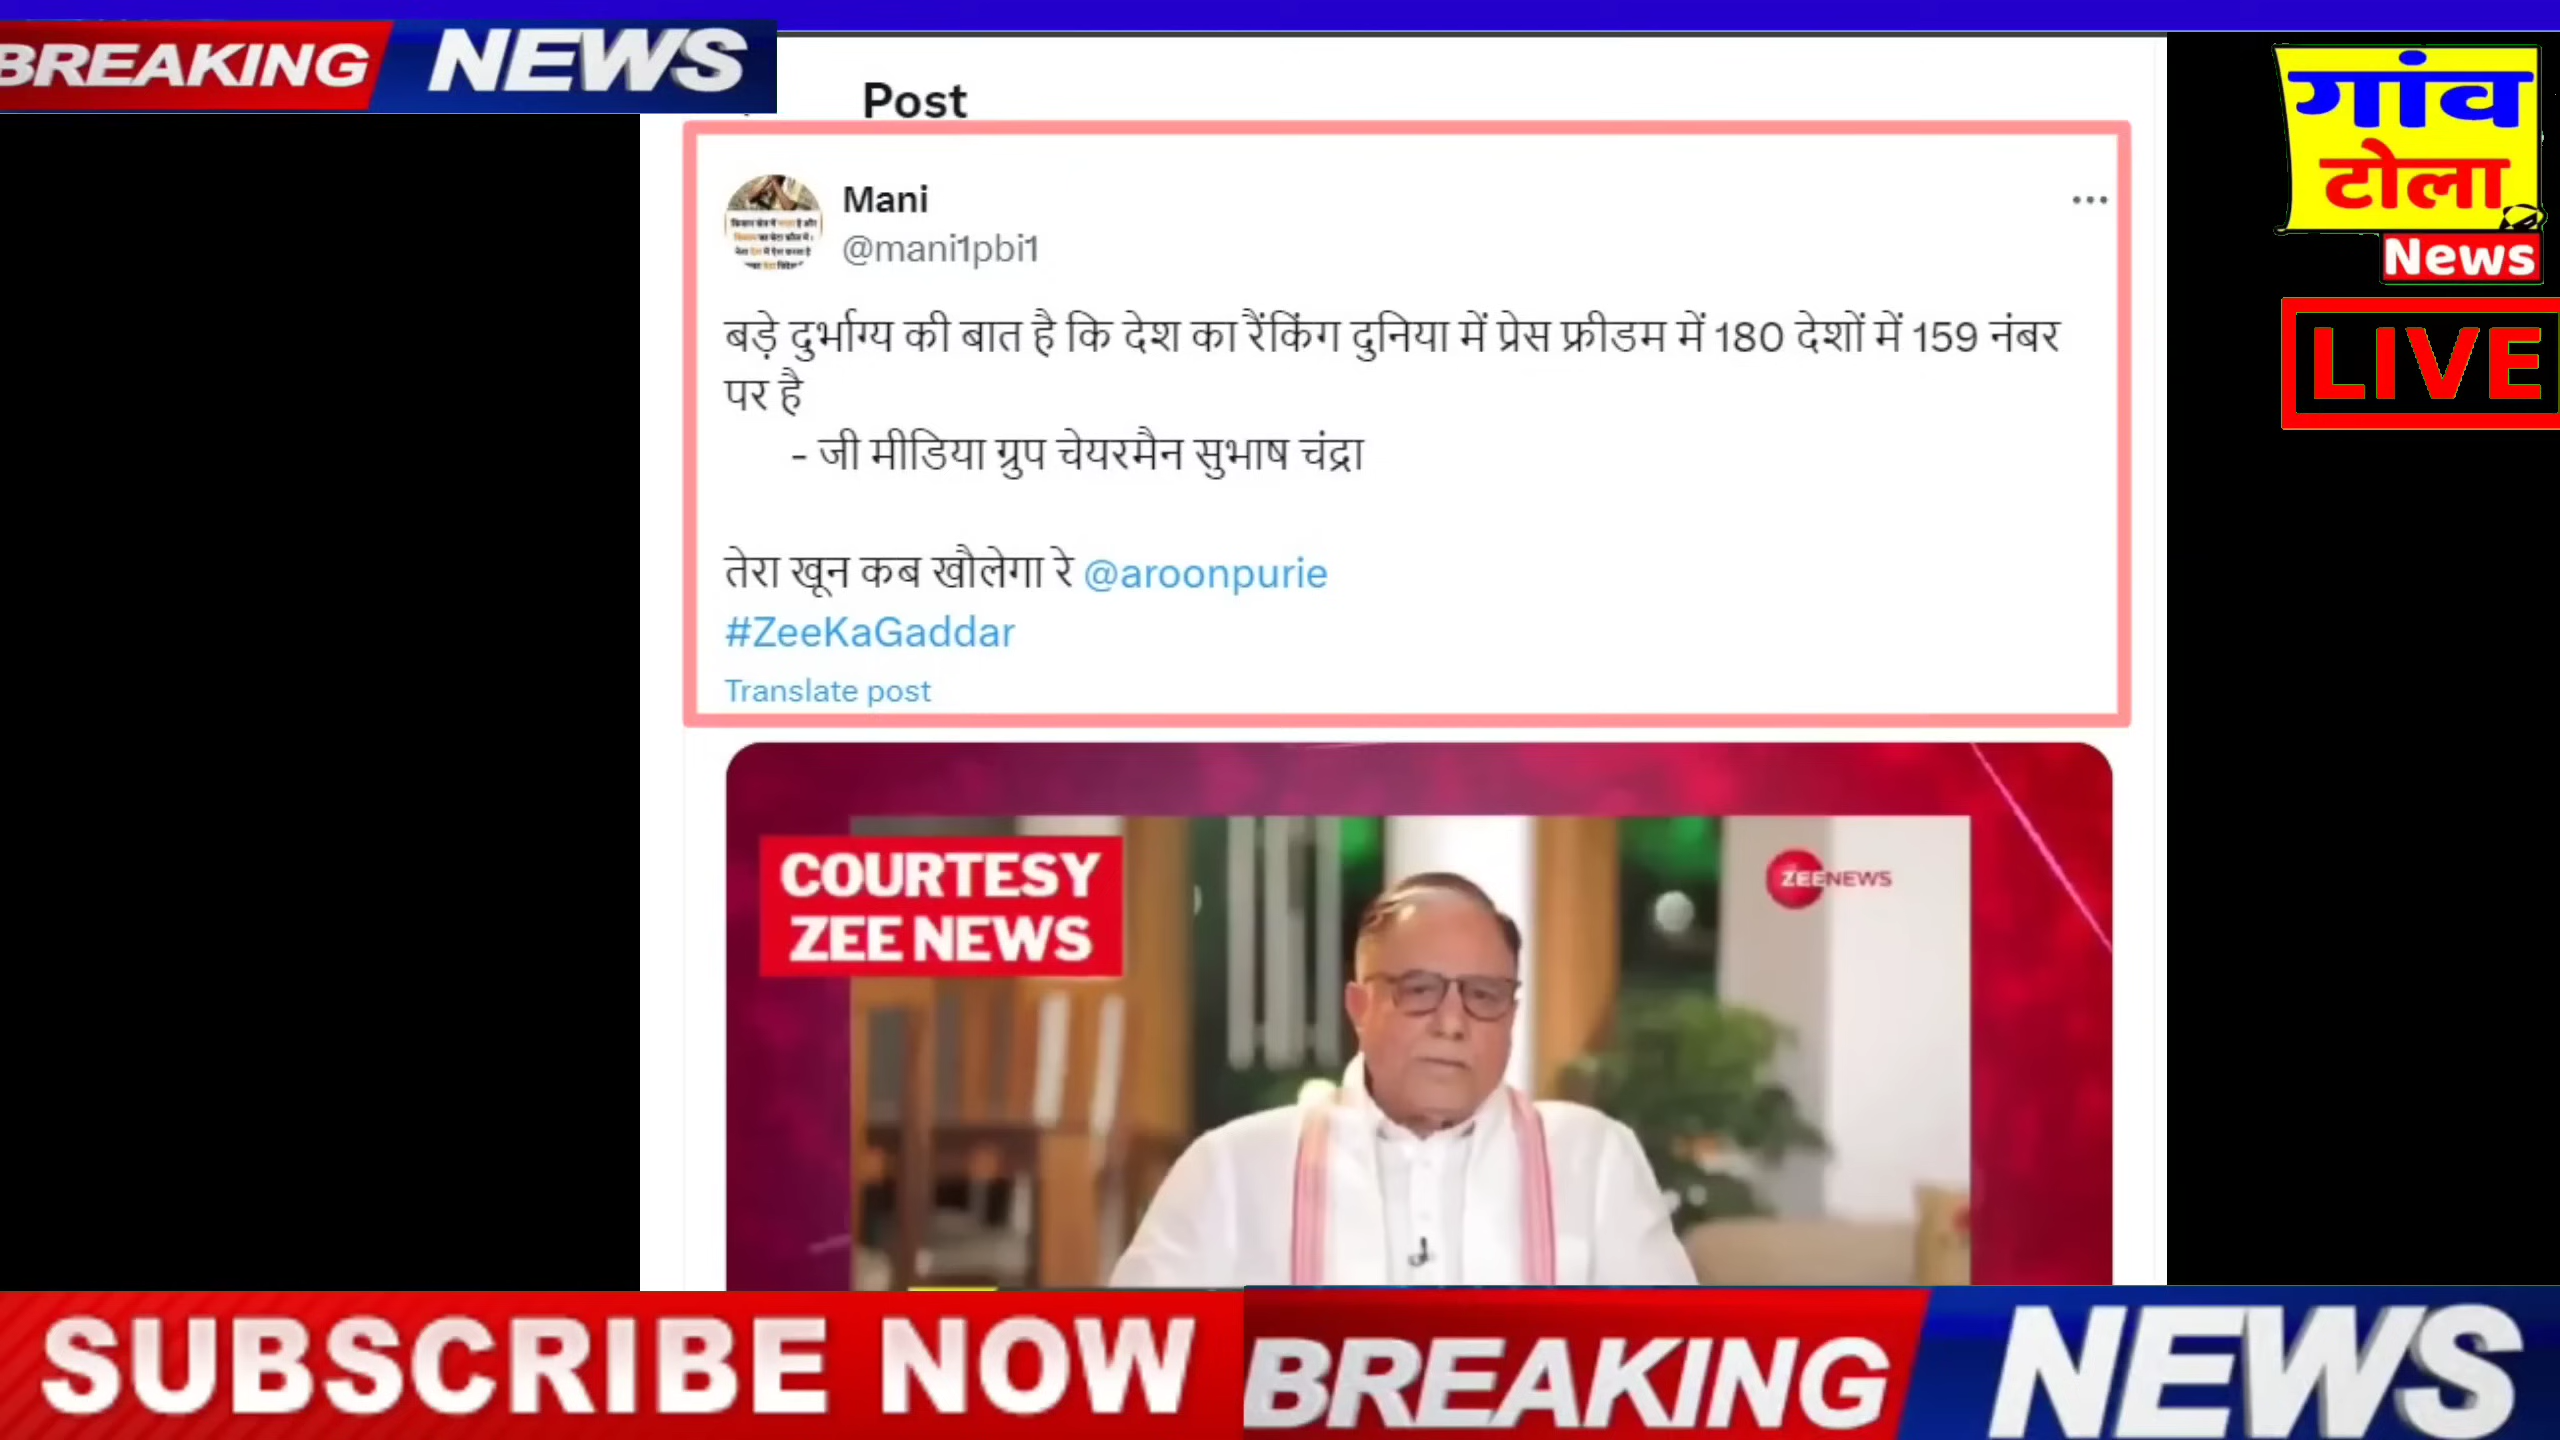 BREAKING NEWS
Post
गांव
टोला
News
LIVE
Mani
@mani1pbi1
बड़े दुर्भाग्य की बात है कि देश का रैंकिंग दुनिया में प्रेस फ्रीडम में 180 देशों में 159 नंबर
पर है
- जी मीडिया ग्रुप चेयरमैन सुभाष चंद्रा
तेरा खून कब खौलेगा रे @aroonpurie
#ZeeKaGaddar
Translate post
COURTESY
ZEE NEWS
ZEENEWS
SUBSCRIBE NOW
BREAKING NEWS